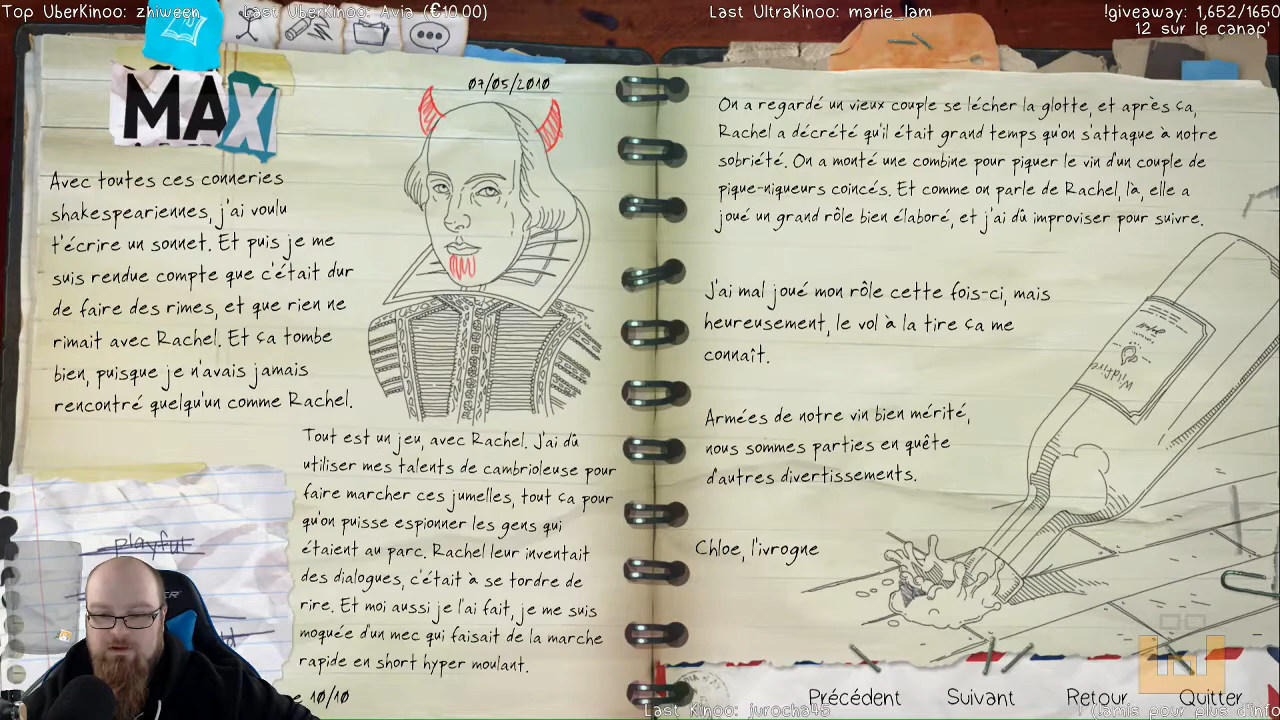 Top UberKinoo: zhiween
Last UberKinoo: Avia (€10.00)
Last UltraKinoo: marie_lam
!giveaway: 1,652/1650
12 sur le canap'
MAX
07/05/2010
Avec toutes ces conneries
shakespeariennes, j'ai voulu
t'écrire un sonnet. Et puis je me
suis rendue compte que c'était dur
de faire des rimes, et que rien ne
rimait avec Rachel. Et ça tombe
bien, puisque je n'avais jamais
rencontré quelqu'un comme Rachel.
Tout est un jeu, avec Rachel. J'ai dû
utiliser mes talents de cambrioleuse pour
faire marcher ces jumelles, tout ça pour
qu'on puisse espionner les gens qui
étaient au parc. Rachel leur inventait
des dialogues, c'était à se tordre de
rire. Et moi aussi je l'ai fait, je me suis
moquée d'un mec qui faisait de la marche
rapide en short hyper moulant.
playful
10/10
On a regardé un vieux couple se lécher la glotte, et après ça,
Rachel a décrété qu'il était grand temps qu'on s'attaque à notre
sobriété. On a monté une combine pour piquer le vin d'un couple de
pique-niqueurs coincés. Et comme on parle de Rachel, là, elle a
joué un grand rôle bien élaboré, et j'ai dû improviser pour suivre.
J'ai mal joué mon rôle cette fois-ci, mais
heureusement, le vol à la tire ça me
connaît.
Armées de notre vin bien mérité,
nous sommes parties en quête
d'autres divertissements.
Chloe, l'ivrogne
Précédent Suivant Retour Quitter
Last Kinoo: jurocha45
pour plus d'info